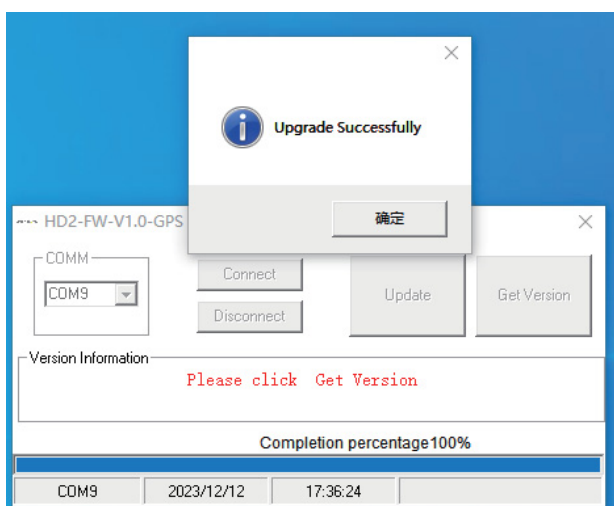 Upgrade Successfully
确定
HD2-FW-V1.0-GPS
COMM
COM9
Connect
Disconnect
Update
Get Version
Version Information
Please click Get Version
Completion percentage100%
COM9 2023/12/12 17:36:24